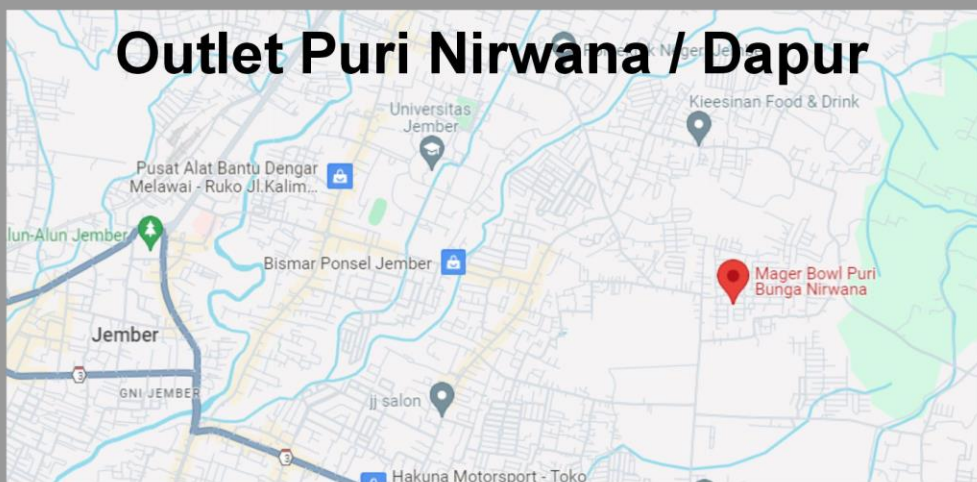 Outlet Puri Nirwana / Dapur
Universitas
Jember
Kieesinan Food & Drink
Pusat Alat Bantu Dengar
Melawai - Ruko Jl.Kalim...
lun-Alun Jember
Bismar Ponsel Jember
Mager Bowl Puri
Bunga Nirwana
Jember
3
GNI JEMBER
jj salon
3
Hakuna Motorsport - Toko